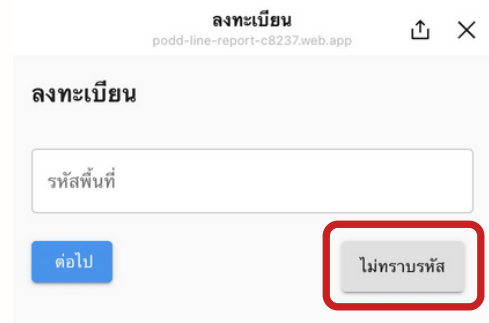 ลงทะเบียน
podd-line-report-c8237.web.app
ลงทะเบียน
รหัสพื้นที่
ต่อไป
ไม่ทราบรหัส